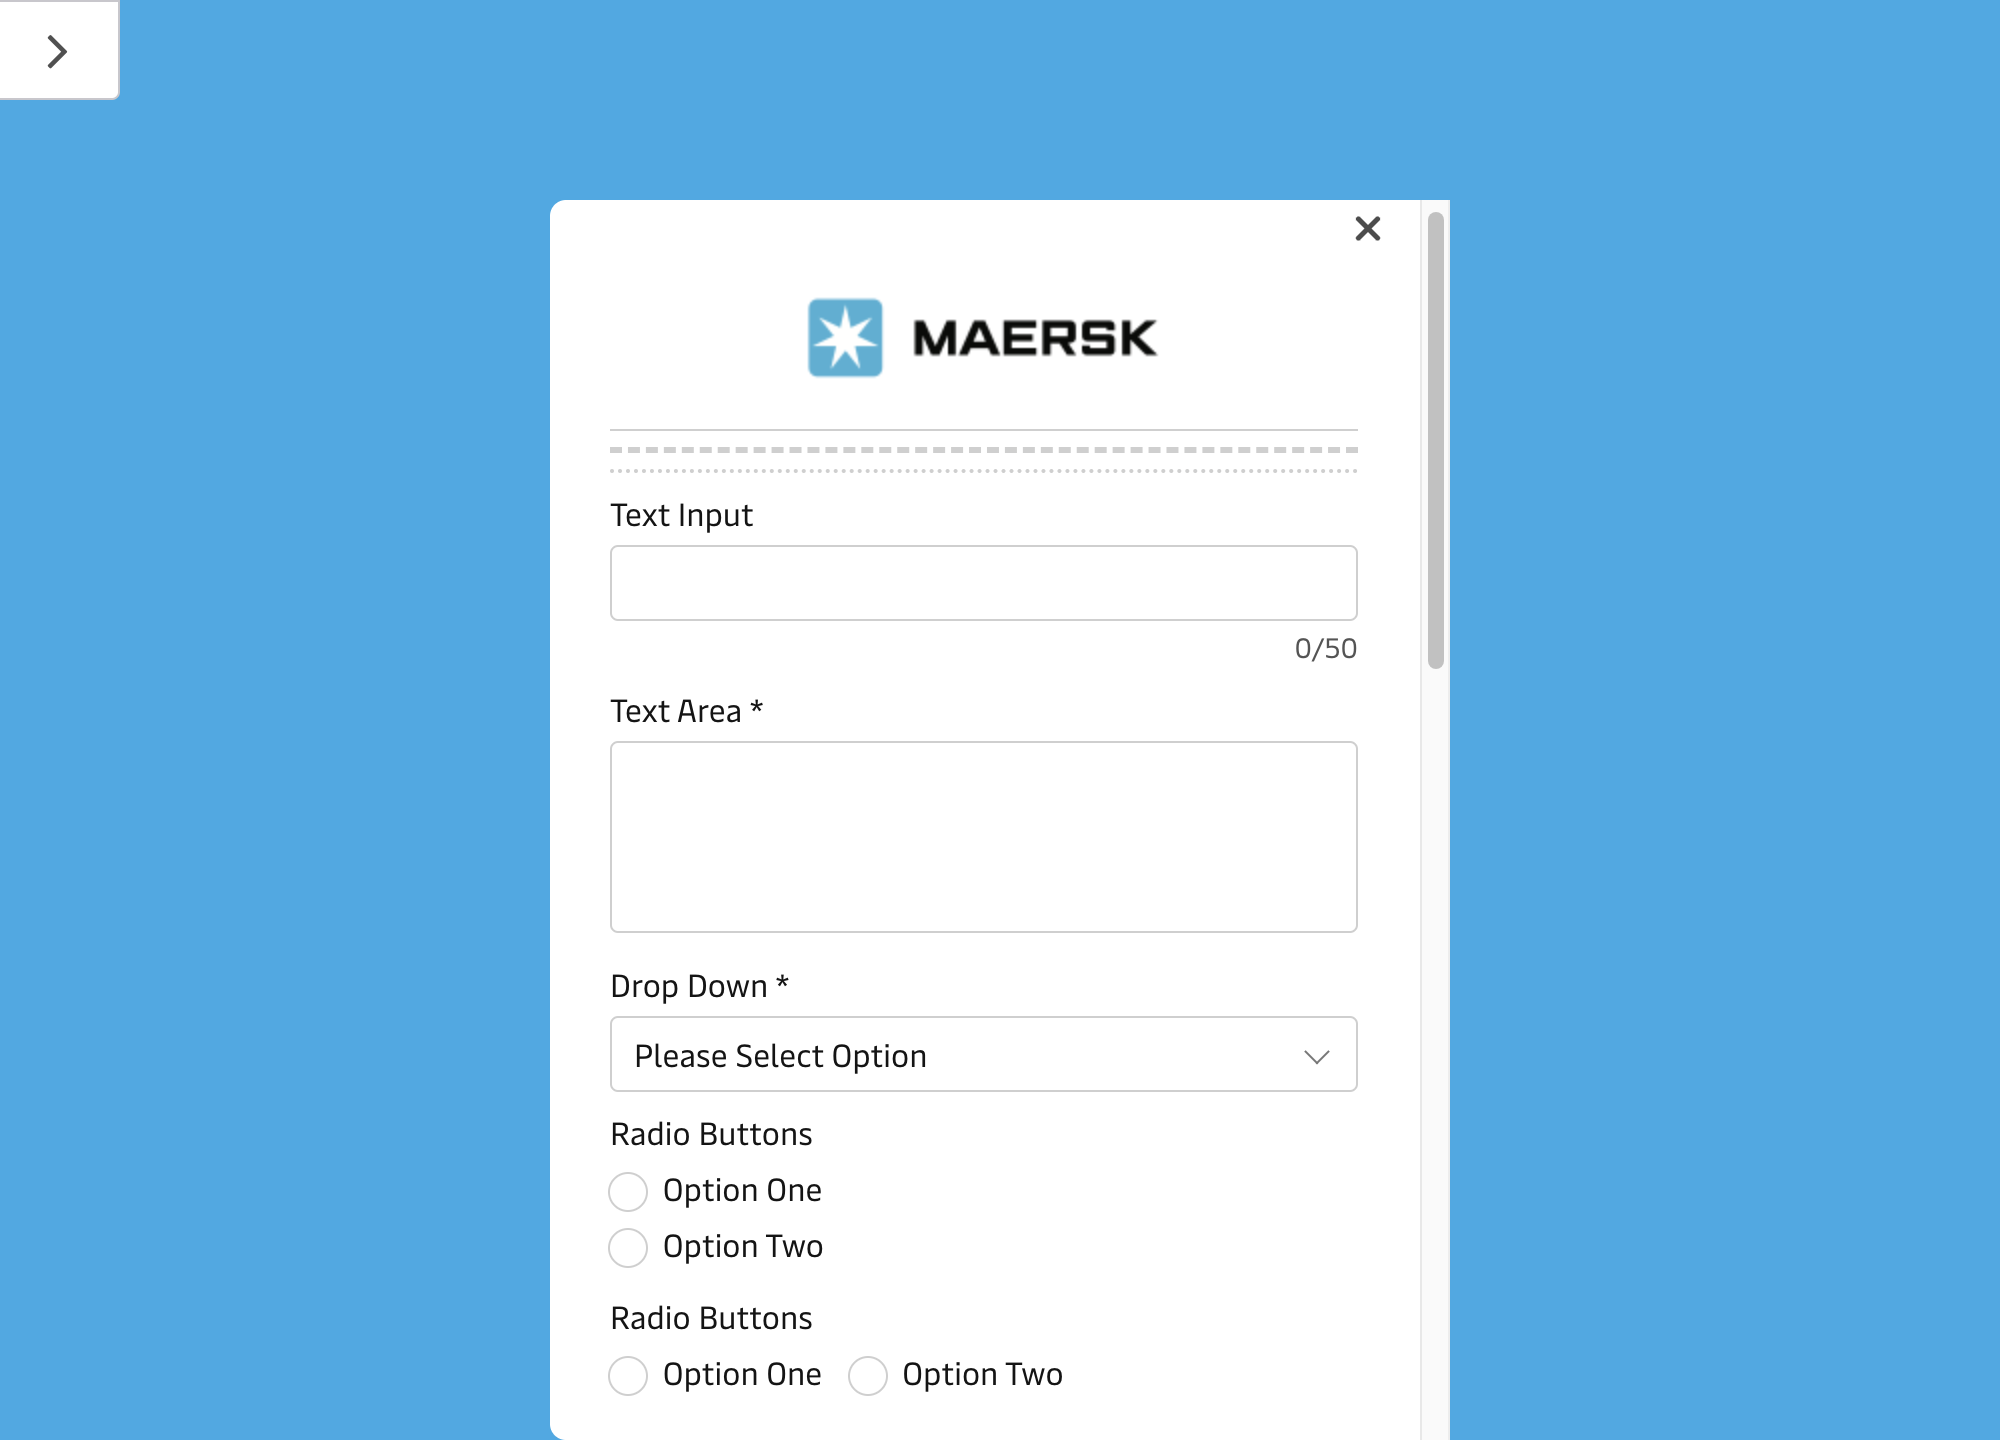 MAERSK
Text Input
0/50
Text Area *
Drop Down *
Please Select Option
Radio Buttons
Option One
Option Two
Radio Buttons
Option One Option Two